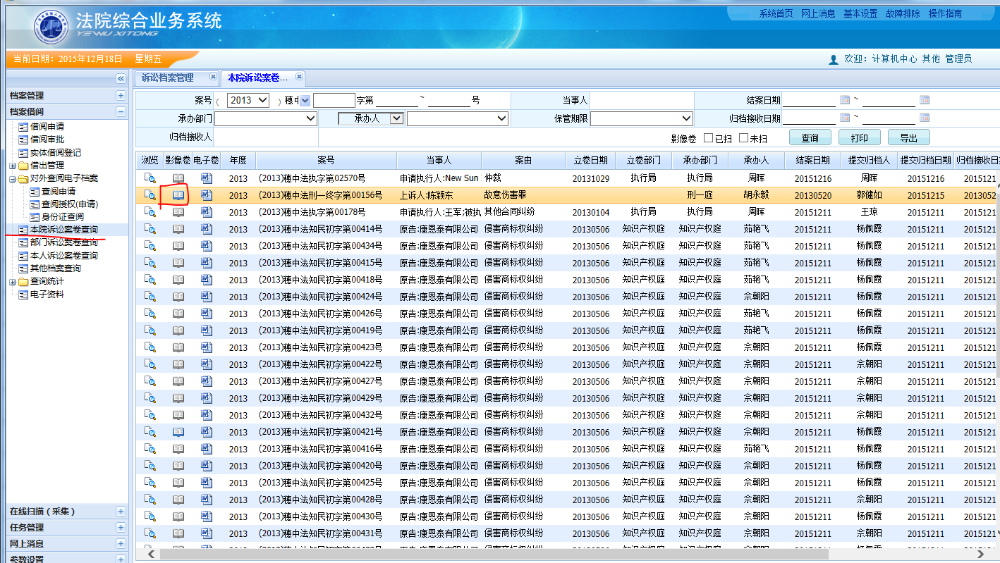 法院综合业务系统
YEWU XITONG
系统首页 网上消息 基本设置 故障排除 操作指南
当前日期：2015年12月18日 星期五
欢迎：计算机中心 其他 管理员
档案管理
档案借阅
借阅申请
借阅审批
实体借阅登记
借出管理
对外查阅电子档案
查阅申请
查阅授权(申请)
身份证查阅
本院诉讼案卷查询
部门诉讼案卷查询
本人诉讼案卷查询
其他档案查询
查询统计
电子资料
在线扫描（采集）
任务管理
网上消息
参数设置
诉讼档案管理 本院诉讼案卷...
案号 ( 2013 ) 穗中 字第 ~ 号 当事人 结案日期 ~
承办部门 承办人 保管期限 归档接收日期 ~
归档接收人 影像卷 已扫 未扫 查询 打印 导出
浏览 影像卷 电子卷 年度 案号 当事人 案由 立卷日期 立卷部门 承办部门 承办人 结案日期 提交归档人 提交归档日期 归档接收日
2013 (2013)穗中法执字第02570号 申请执行人:New Sun 仲裁 20131029 执行局 执行局 周晖 20151216 周晖 20151216 2015121
2013 (2013)穗中法刑一终字第00156号 上诉人:陈颖东 故意伤害罪 刑一庭 胡永毅 20130520 郭健如 20151215 2013052
2013 (2013)穗中法执字第00178号 申请执行人:王军;被执 其他合同纠纷 20130104 执行局 执行局 周晖 20151211 王琼 20151211 2015121
2013 (2013)穗中法知民初字第00414号 原告:康恩泰有限公司 侵害商标权纠纷 20130506 知识产权庭 知识产权庭 茹艳飞 20151211 杨佩霞 20151211 2015121
2013 (2013)穗中法知民初字第00434号 原告:康恩泰有限公司 侵害商标权纠纷 20130506 知识产权庭 知识产权庭 茹艳飞 20151211 杨佩霞 20151211 2015121
2013 (2013)穗中法知民初字第00415号 原告:康恩泰有限公司 侵害商标权纠纷 20130506 知识产权庭 知识产权庭 茹艳飞 20151211 杨佩霞 20151211 2015121
2013 (2013)穗中法知民初字第00418号 原告:康恩泰有限公司 侵害商标权纠纷 20130506 知识产权庭 知识产权庭 茹艳飞 20151211 杨佩霞 20151211 2015121
2013 (2013)穗中法知民初字第00424号 原告:康恩泰有限公司 侵害商标权纠纷 20130506 知识产权庭 知识产权庭 佘朝阳 20151211 杨佩霞 20151211 2015121
2013 (2013)穗中法知民初字第00426号 原告:康恩泰有限公司 侵害商标权纠纷 20130506 知识产权庭 知识产权庭 茹艳飞 20151211 杨佩霞 20151211 2015121
2013 (2013)穗中法知民初字第00419号 原告:康恩泰有限公司 侵害商标权纠纷 20130506 知识产权庭 知识产权庭 茹艳飞 20151211 杨佩霞 20151211 2015121
2013 (2013)穗中法知民初字第00423号 原告:康恩泰有限公司 侵害商标权纠纷 20130506 知识产权庭 知识产权庭 佘朝阳 20151211 杨佩霞 20151211 2015121
2013 (2013)穗中法知民初字第00422号 原告:康恩泰有限公司 侵害商标权纠纷 20130506 知识产权庭 知识产权庭 佘朝阳 20151211 佘朝阳 20151211 2015121
2013 (2013)穗中法知民初字第00427号 原告:康恩泰有限公司 侵害商标权纠纷 20130506 知识产权庭 知识产权庭 佘朝阳 20151211 佘朝阳 20151211 2015121
2013 (2013)穗中法知民初字第00429号 原告:康恩泰有限公司 侵害商标权纠纷 20130506 知识产权庭 知识产权庭 佘朝阳 20151211 佘朝阳 20151211 2015121
2013 (2013)穗中法知民初字第00432号 原告:康恩泰有限公司 侵害商标权纠纷 20130506 知识产权庭 知识产权庭 佘朝阳 20151211 佘朝阳 20151211 2015121
2013 (2013)穗中法知民初字第00421号 原告:康恩泰有限公司 侵害商标权纠纷 20130506 知识产权庭 知识产权庭 佘朝阳 20151211 杨佩霞 20151211 2015121
2013 (2013)穗中法知民初字第00416号 原告:康恩泰有限公司 侵害商标权纠纷 20130506 知识产权庭 知识产权庭 茹艳飞 20151211 杨佩霞 20151211 2015121
2013 (2013)穗中法知民初字第00420号 原告:康恩泰有限公司 侵害商标权纠纷 20130506 知识产权庭 知识产权庭 佘朝阳 20151211 杨佩霞 20151211 2015121
2013 (2013)穗中法知民初字第00425号 原告:康恩泰有限公司 侵害商标权纠纷 20130506 知识产权庭 知识产权庭 佘朝阳 20151211 杨佩霞 20151211 2015121
2013 (2013)穗中法知民初字第00428号 原告:康恩泰有限公司 侵害商标权纠纷 20130506 知识产权庭 知识产权庭 佘朝阳 20151211 佘朝阳 20151211 2015121
2013 (2013)穗中法知民初字第00430号 原告:康恩泰有限公司 侵害商标权纠纷 20130506 知识产权庭 知识产权庭 佘朝阳 20151211 佘朝阳 20151211 2015121
2013 (2013)穗中法知民初字第00431号 原告:康恩泰有限公司 侵害商标权纠纷 20130506 知识产权庭 知识产权庭 佘朝阳 20151211 佘朝阳 20151211 2015121